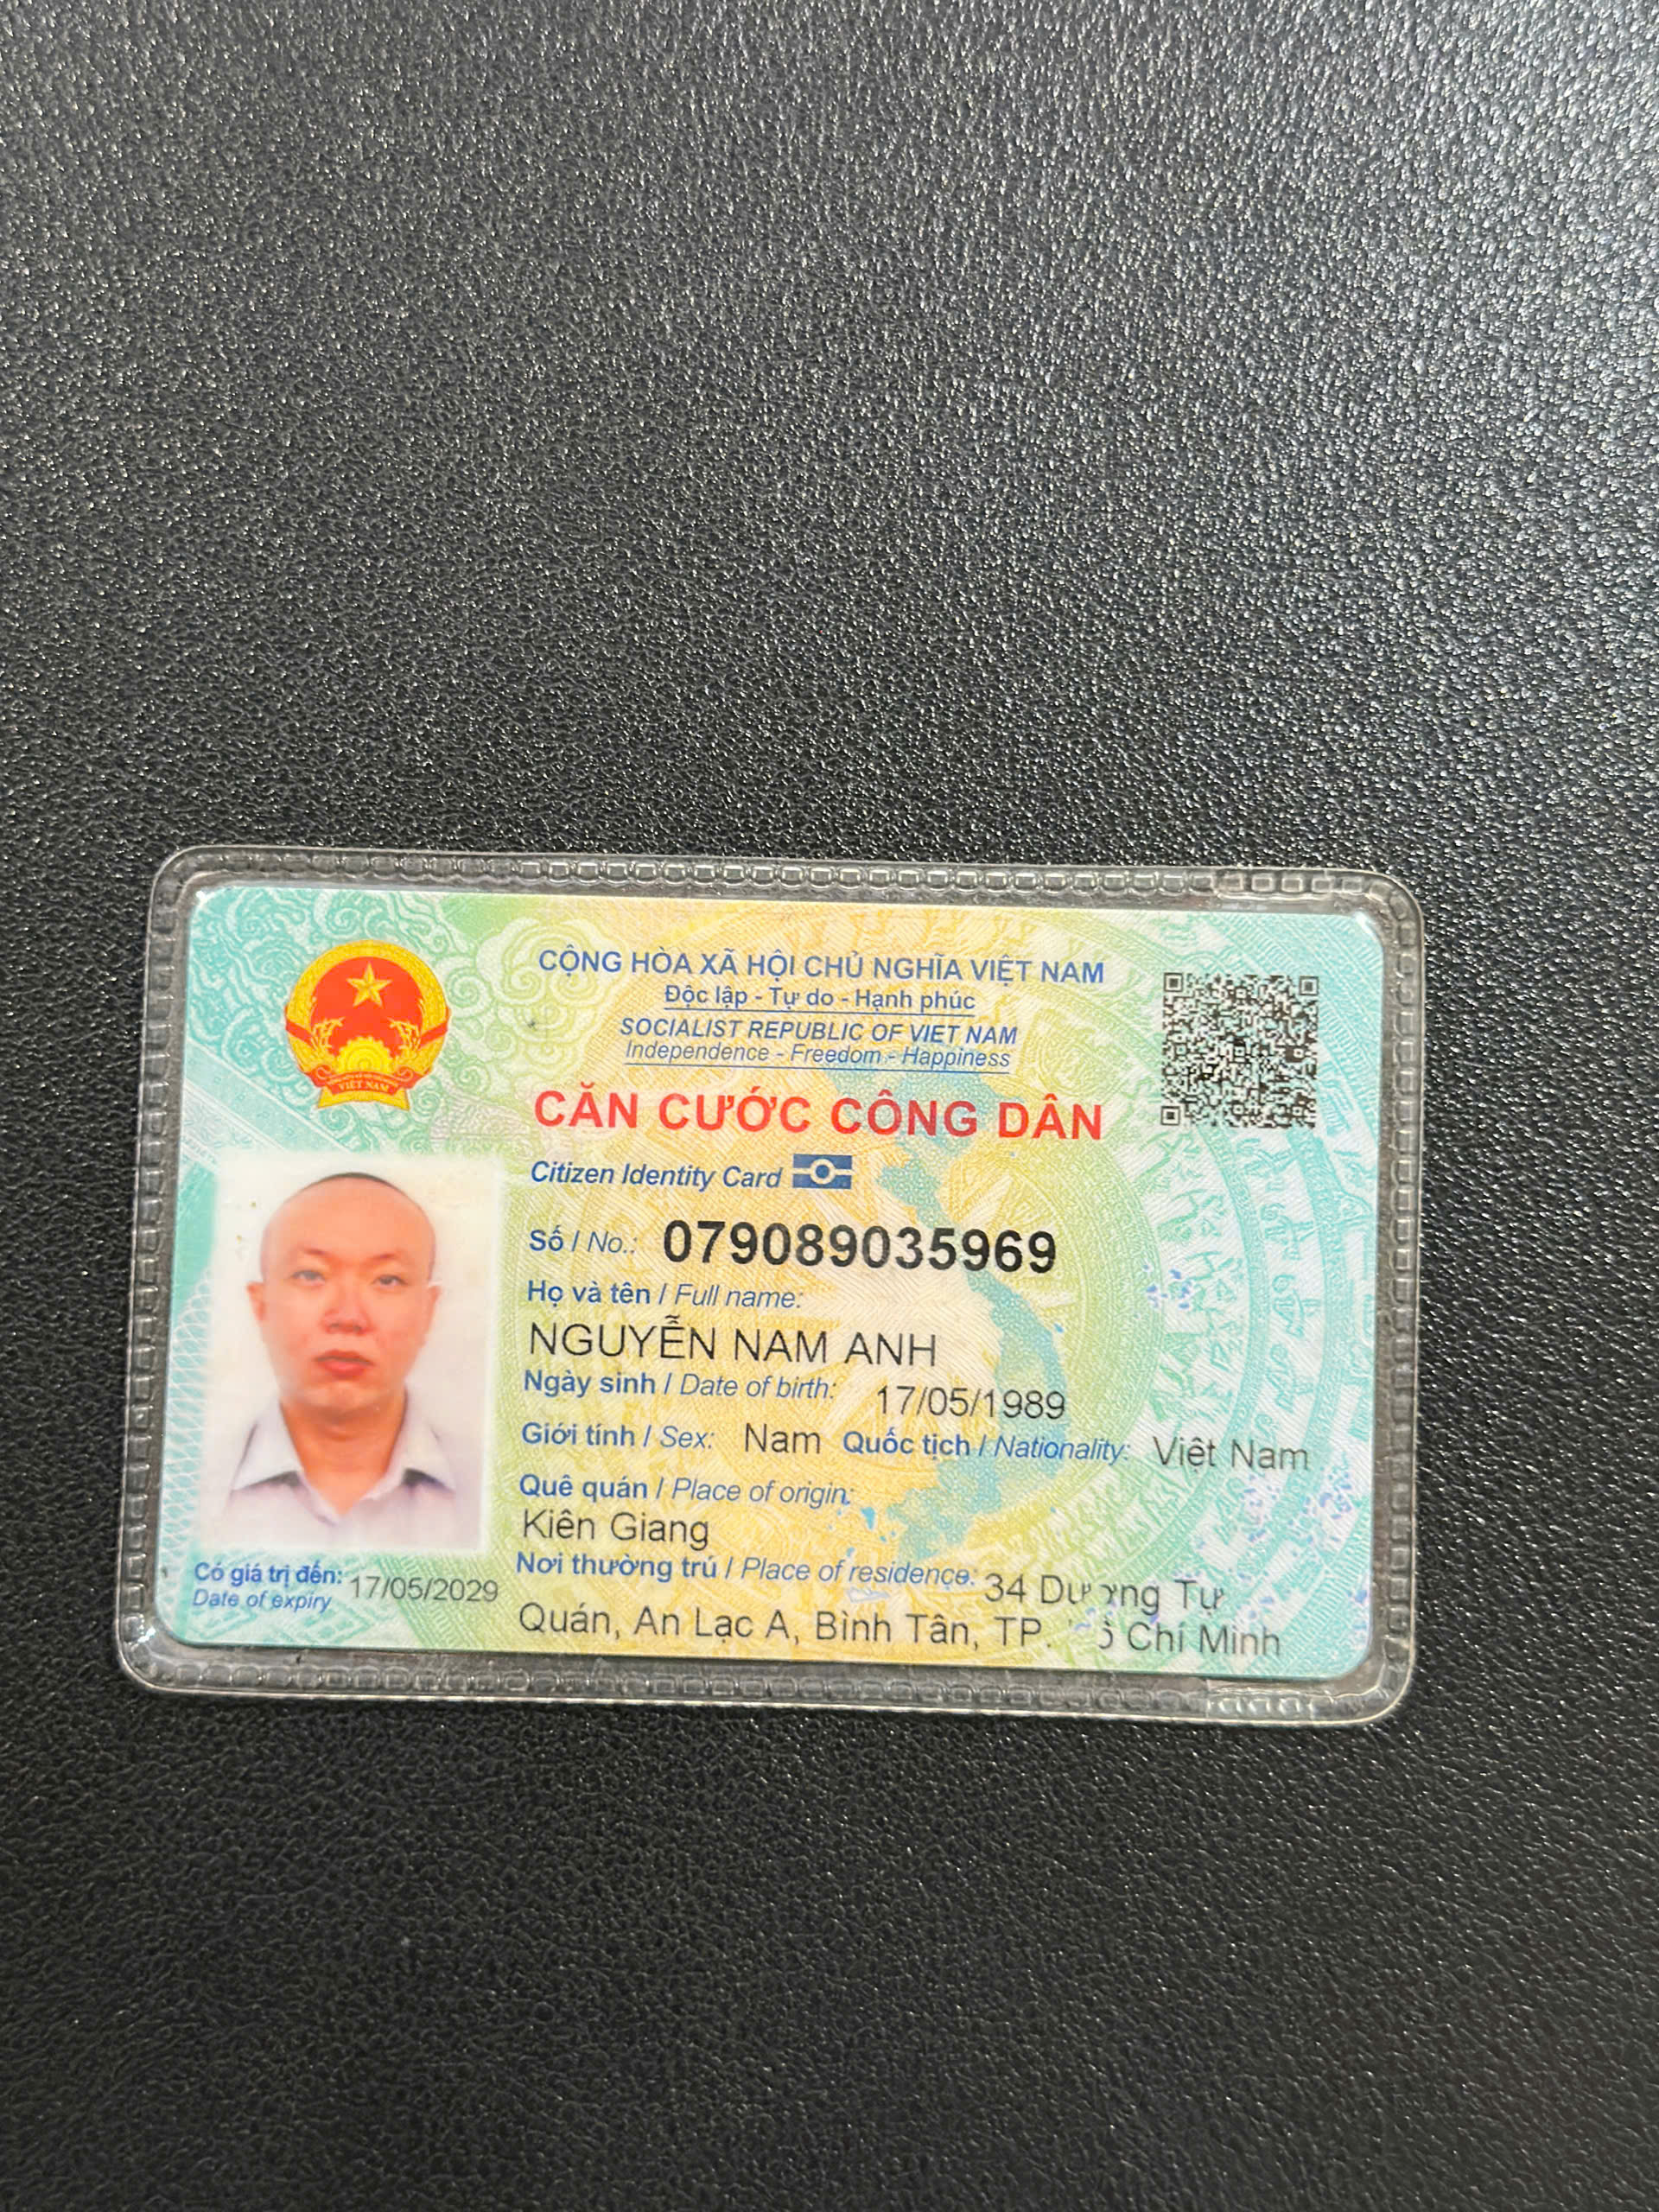 CỘNG HÒA XÃ HỘI CHỦ NGHĨA VIỆT NAM
Độc lập - Tự do - Hạnh phúc
SOCIALIST REPUBLIC OF VIET NAM
Independence - Freedom - Happiness
CĂN CƯỚC CÔNG DÂN
Citizen Identity Card
Số / No.: 079089035969
Họ và tên / Full name:
NGUYỄN NAM ANH
Ngày sinh / Date of birth: 17/05/1989
Giới tính / Sex: Nam Quốc tịch / Nationality: Việt Nam
Quê quán / Place of origin:
Kiên Giang
Nơi thường trú / Place of residence: 34 Dương Tự
Quán, An Lạc A, Bình Tân, TP. Chí Minh
Có giá trị đến: 17/05/2029
Date of expiry
VIỆT NAM